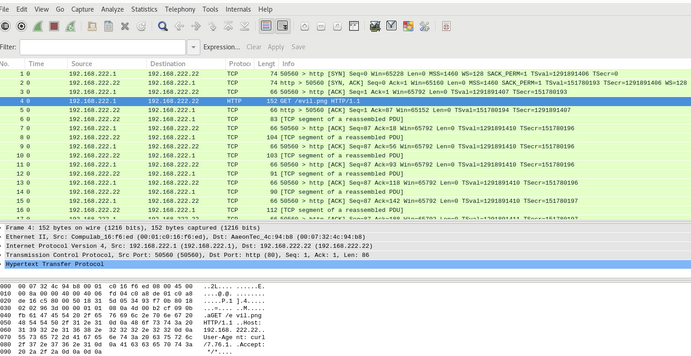 File Edit View Go Capture Analyze Statistics Telephony Tools Internals Help
Filter: Expression... Clear Apply Save
No. Time Source Destination Protoc Lengt Info
1 0 192.168.222.1 192.168.222.22 TCP 74 50560 > http [SYN] Seq=0 Win=65228 Len=0 MSS=1460 WS=128 SACK_PERM=1 TSval=1291891406 TSecr=0
2 0 192.168.222.22 192.168.222.1 TCP 74 http > 50560 [SYN, ACK] Seq=0 Ack=1 Win=65160 Len=0 MSS=1460 SACK_PERM=1 TSval=151780193 TSecr=1291891406 WS=128
3 0 192.168.222.1 192.168.222.22 TCP 66 50560 > http [ACK] Seq=1 Ack=1 Win=65792 Len=0 TSval=1291891407 TSecr=151780193
4 0 192.168.222.1 192.168.222.22 HTTP 152 GET /evil.png HTTP/1.1
5 0 192.168.222.22 192.168.222.1 TCP 66 http > 50560 [ACK] Seq=1 Ack=87 Win=65152 Len=0 TSval=151780194 TSecr=1291891407
6 0 192.168.222.22 192.168.222.1 TCP 83 [TCP segment of a reassembled PDU]
7 0 192.168.222.1 192.168.222.22 TCP 66 50560 > http [ACK] Seq=87 Ack=18 Win=65792 Len=0 TSval=1291891410 TSecr=151780196
8 0 192.168.222.22 192.168.222.1 TCP 104 [TCP segment of a reassembled PDU]
9 0 192.168.222.1 192.168.222.22 TCP 66 50560 > http [ACK] Seq=87 Ack=56 Win=65792 Len=0 TSval=1291891410 TSecr=151780196
10 0 192.168.222.22 192.168.222.1 TCP 103 [TCP segment of a reassembled PDU]
11 0 192.168.222.1 192.168.222.22 TCP 66 50560 > http [ACK] Seq=87 Ack=93 Win=65792 Len=0 TSval=1291891410 TSecr=151780196
12 0 192.168.222.22 192.168.222.1 TCP 91 [TCP segment of a reassembled PDU]
13 0 192.168.222.1 192.168.222.22 TCP 66 50560 > http [ACK] Seq=87 Ack=118 Win=65792 Len=0 TSval=1291891410 TSecr=151780196
14 0 192.168.222.22 192.168.222.1 TCP 90 [TCP segment of a reassembled PDU]
15 0 192.168.222.1 192.168.222.22 TCP 66 50560 > http [ACK] Seq=87 Ack=142 Win=65792 Len=0 TSval=1291891410 TSecr=151780196
16 0 192.168.222.22 192.168.222.1 TCP 112 [TCP segment of a reassembled PDU]
Frame 4: 152 bytes on wire (1216 bits), 152 bytes captured (1216 bits)
Ethernet II, Src: Compulab_16:f6:ed (00:01:c0:16:f6:ed), Dst: AaeonTec_4c:94:b8 (00:07:32:4c:94:b8)
Internet Protocol Version 4, Src: 192.168.222.1 (192.168.222.1), Dst: 192.168.222.22 (192.168.222.22)
Transmission Control Protocol, Src Port: 50560 (50560), Dst Port: http (80), Seq: 1, Ack: 1, Len: 86
Hypertext Transfer Protocol
000 00 07 32 4c 94 b8 00 01 c0 16 f6 ed 08 00 45 00 ..2L.... ......E.
010 00 8a 00 00 40 00 40 06 fd 04 c0 a8 de 01 c0 a8 ....@.@. ........
020 de 16 c5 80 00 50 18 31 5d 05 34 93 f7 0b 80 18 .....P.1 ].4.....
030 02 02 96 3d 00 00 01 01 08 0a 4d 00 b2 cf 09 0b ...=.... ..M.....
040 fb 61 47 45 54 20 2f 65 76 69 6c 2e 70 6e 67 20 .aGET /e vil.png
050 48 54 54 50 2f 31 2e 31 0d 0a 48 6f 73 74 3a 20 HTTP/1.1 ..Host:
060 31 39 32 2e 31 36 38 2e 32 32 32 2e 32 32 0d 0a 192.168. 222.22..
070 55 73 65 72 2d 41 67 65 6e 74 3a 20 63 75 72 6c User-Age nt: curl
080 2f 37 2e 37 36 2e 31 0d 0a 41 63 63 65 70 74 3a /7.76.1. .Accept:
090 20 2a 2f 2a 0d 0a 0d 0a */*....